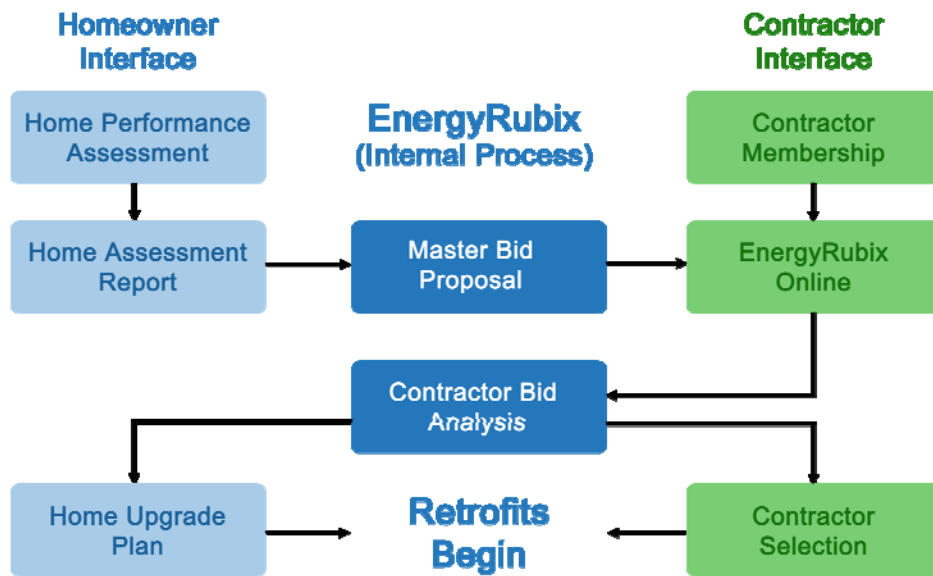 Homeowner
Interface
Contractor
Interface
Home Performance
Assessment
EnergyRubix
(Internal Process)
Contractor
Membership
Home Assessment
Report
Master Bid
Proposal
EnergyRubix
Online
Contractor Bid
Analysis
Home Upgrade
Plan
Retrofits
Begin
Contractor
Selection